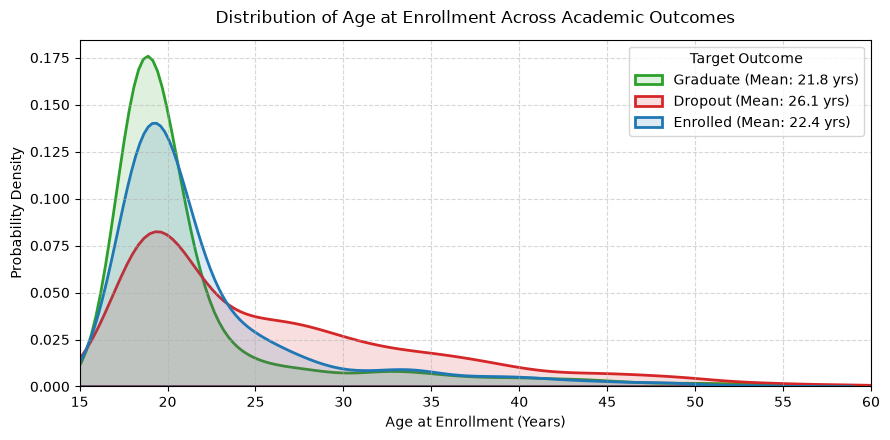 Distribution of Age at Enrollment Across Academic Outcomes
Probability Density
0.175
0.150
0.125
0.100
0.075
0.050
0.025
0.000
Target Outcome
Graduate (Mean: 21.8 yrs)
Dropout (Mean: 26.1 yrs)
Enrolled (Mean: 22.4 yrs)
15 20 25 30 35 40 45 50 55 60
Age at Enrollment (Years)